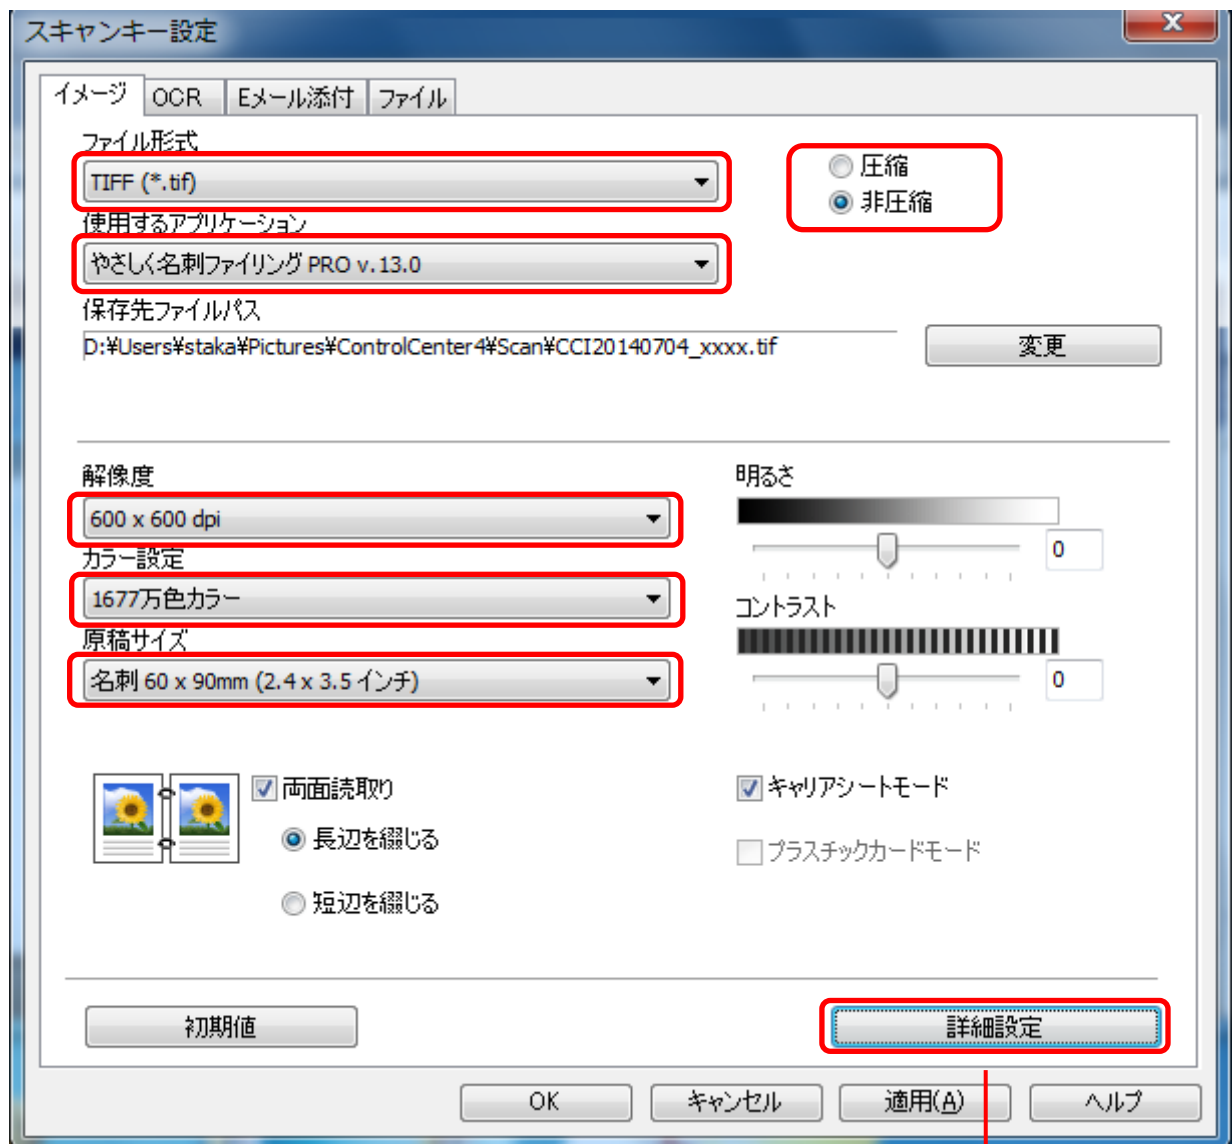 スキャンキー設定
イメージ OCR Eメール添付 ファイル
ファイル形式
TIFF (*.tif)
圧縮
非圧縮
使用するアプリケーション
やさしく名刺ファイリング PRO v.13.0
保存先ファイルパス
D:¥Users¥staka¥Pictures¥ControlCenter4¥Scan¥CCI20140704_xxxx.tif
変更
解像度
600 x 600 dpi
カラー設定
1677万色カラー
原稿サイズ
名刺 60 x 90mm (2.4 x 3.5 インチ)
明るさ
0
コントラスト
0
両面読取り
長辺を綴じる
短辺を綴じる
キャリアシートモード
プラスチックカードモード
初期値
詳細設定
OK キャンセル 適用(A) ヘルプ